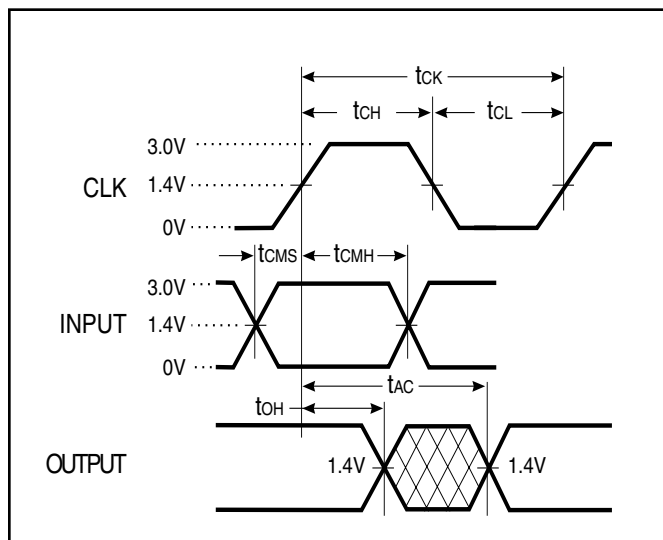 tCK
tCH tCL
3.0V
CLK 1.4V
0V
tCMS tCMH
3.0V
INPUT 1.4V
0V
tAC
tOH
OUTPUT 1.4V 1.4V